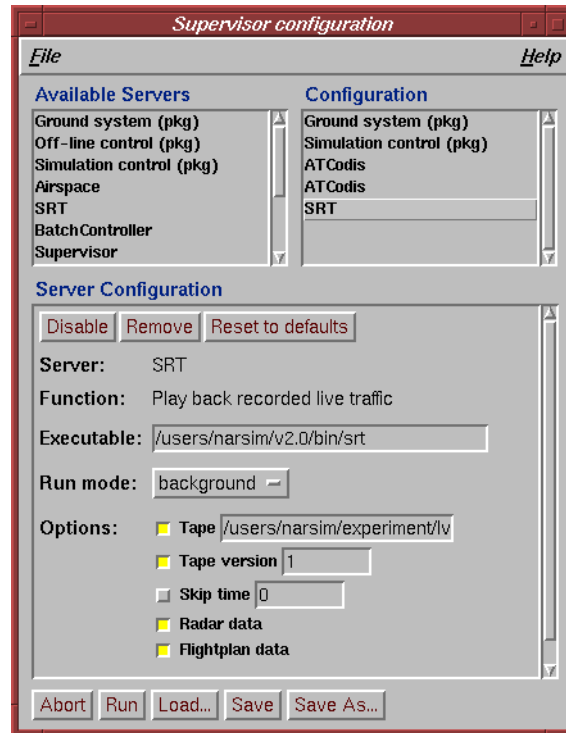 Supervisor configuration
File Help
Available Servers Configuration
Ground system (pkg) Ground system (pkg)
Off-line control (pkg) Simulation control (pkg)
Simulation control (pkg) ATCodis
Airspace ATCodis
SRT SRT
BatchController
Supervisor
Server Configuration
Disable Remove Reset to defaults
Server: SRT
Function: Play back recorded live traffic
Executable: /users/narsim/v2.0/bin/srt
Run mode: background
Options: Tape /users/narsim/experiment/lv
Tape version 1
Skip time 0
Radar data
Flightplan data
Abort Run Load... Save Save As...